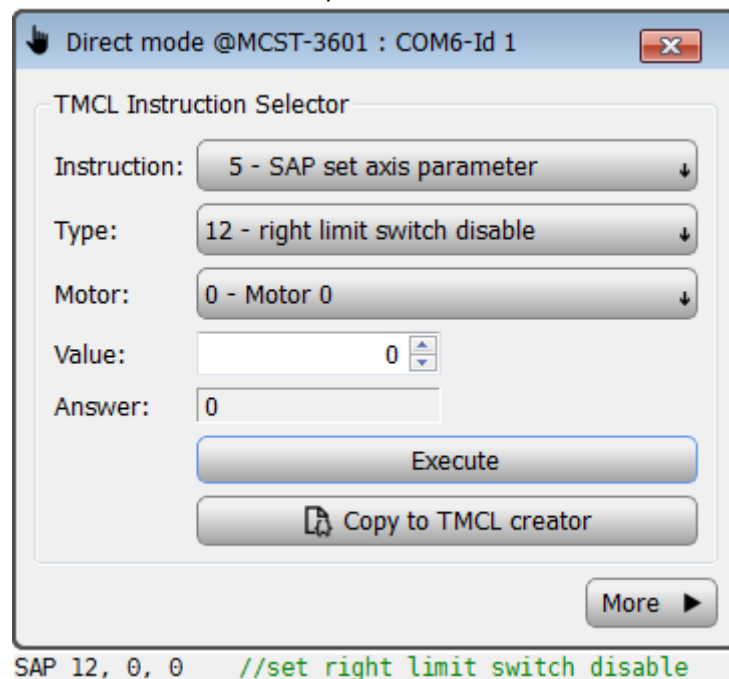 Direct mode @MCST-3601 : COM6-Id 1
TMCL Instruction Selector
Instruction: 5 - SAP set axis parameter
Type: 12 - right limit switch disable
Motor: 0 - Motor 0
Value: 0
Answer: 0
Execute
Copy to TMCL creator
More
SAP 12, 0, 0 //set right limit switch disable